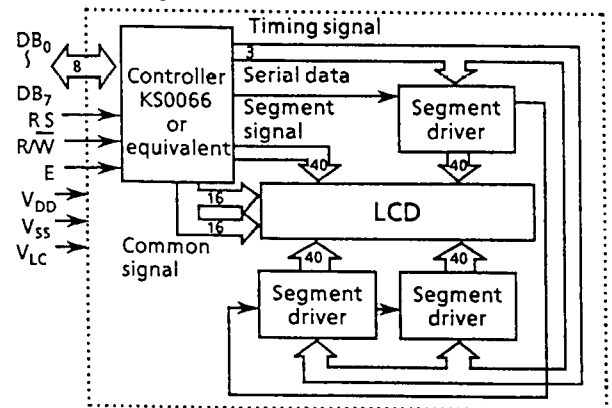 Timing signal
DB0
~
DB7
8
3
Controller
KS0066
or
equivalent
Serial data
Segment
signal
Segment
driver
RS
R/W̅
E
VDD
VSS
VLC
40
40
16
16
LCD
Common
signal
40
40
Segment
driver
Segment
driver